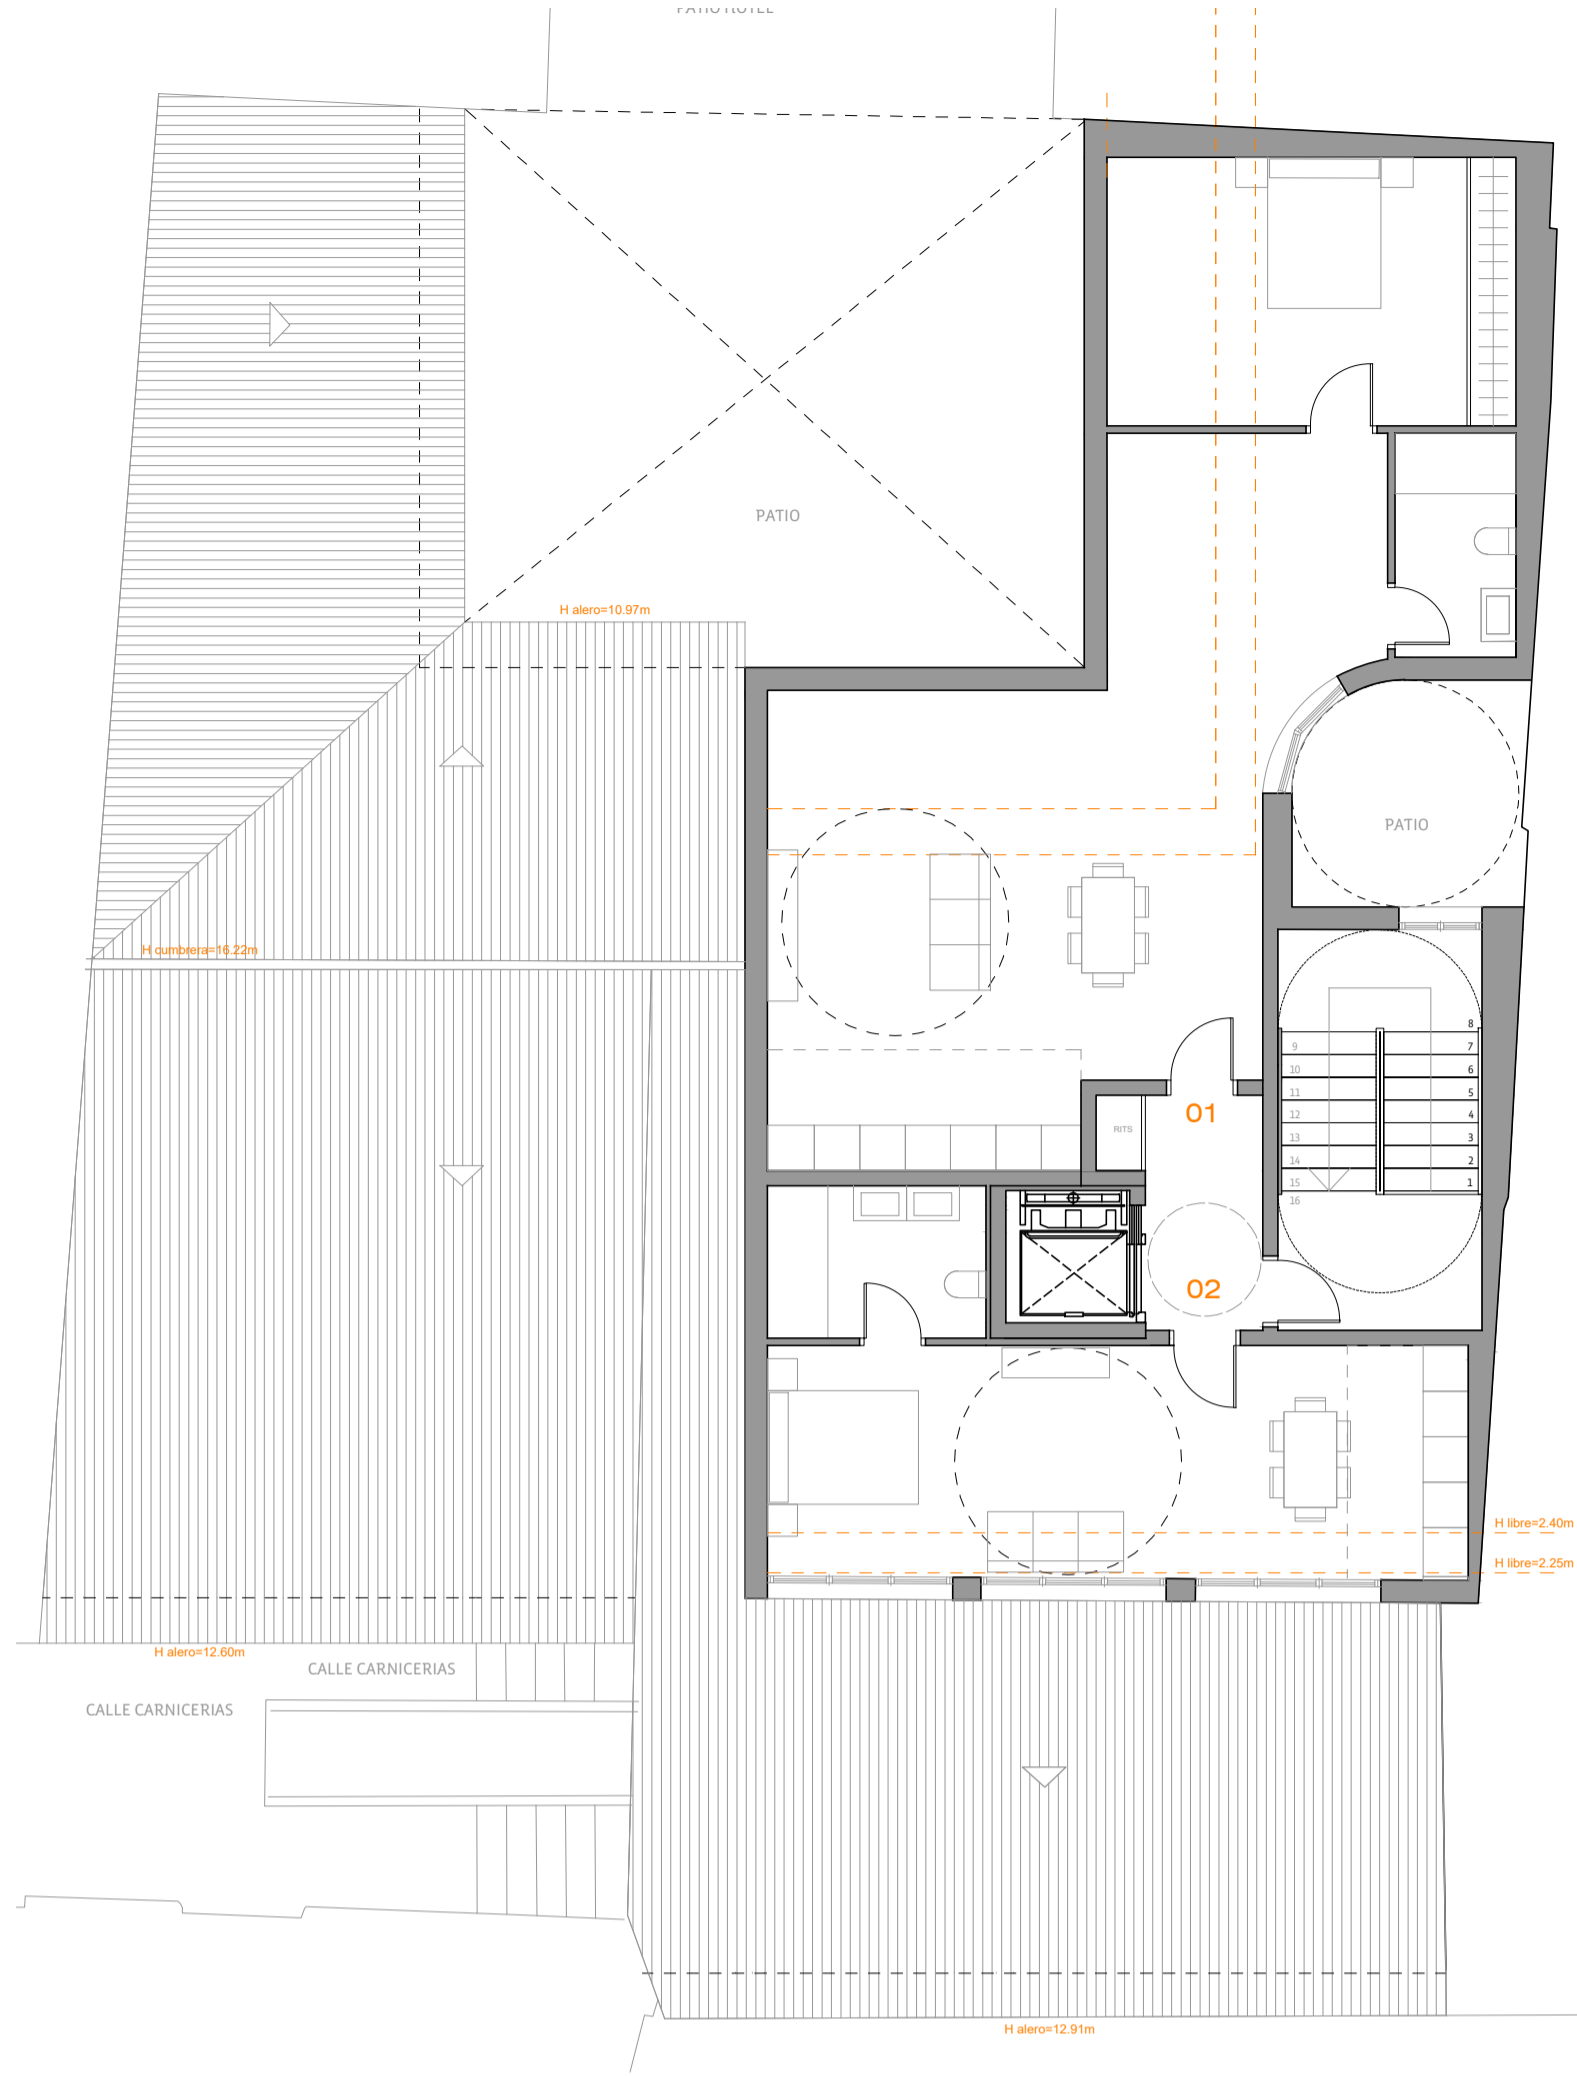 PATIO HOTEL
PATIO
H alero=10.97m
PATIO
H cumbrera=16.22m
8
9 7
10 6
11 5
12 4
13 3
14 2
15 1
16
01
RITS
02
H libre=2.40m
H libre=2.25m
H alero=12.60m
CALLE CARNICERIAS
CALLE CARNICERIAS
H alero=12.91m